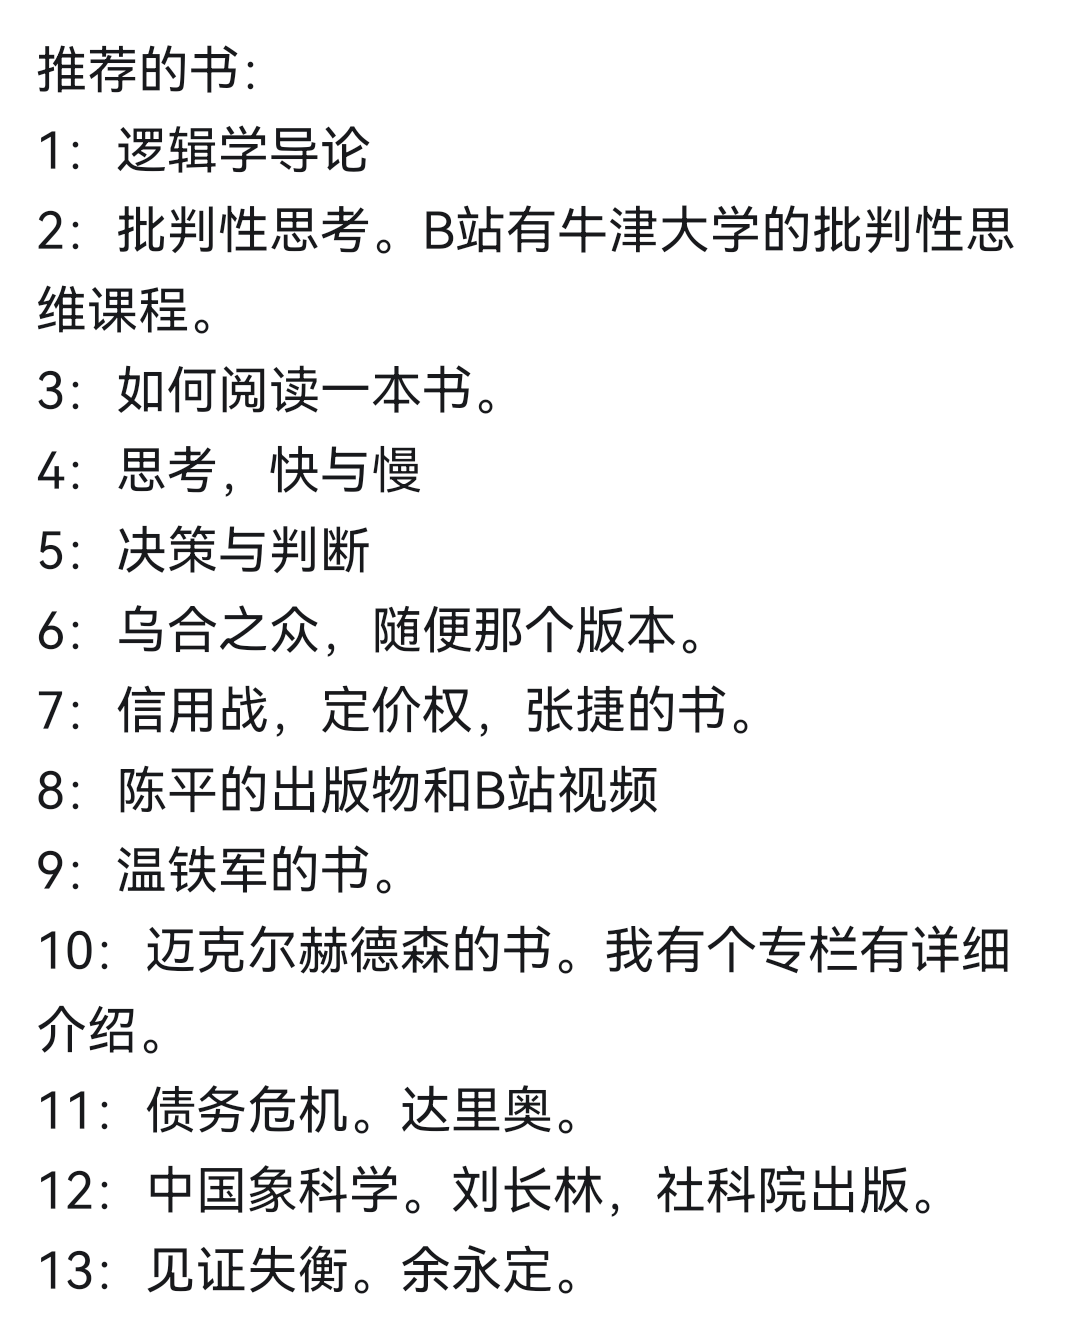 推荐的书：
1：逻辑学导论
2：批判性思考。B站有牛津大学的批判性思
维课程。
3：如何阅读一本书。
4：思考，快与慢
5：决策与判断
6：乌合之众，随便那个版本。
7：信用战，定价权，张捷的书。
8：陈平的出版物和B站视频
9：温铁军的书。
10：迈克尔赫德森的书。我有个专栏有详细
介绍。
11：债务危机。达里奥。
12：中国象科学。刘长林，社科院出版。
13：见证失衡。余永定。